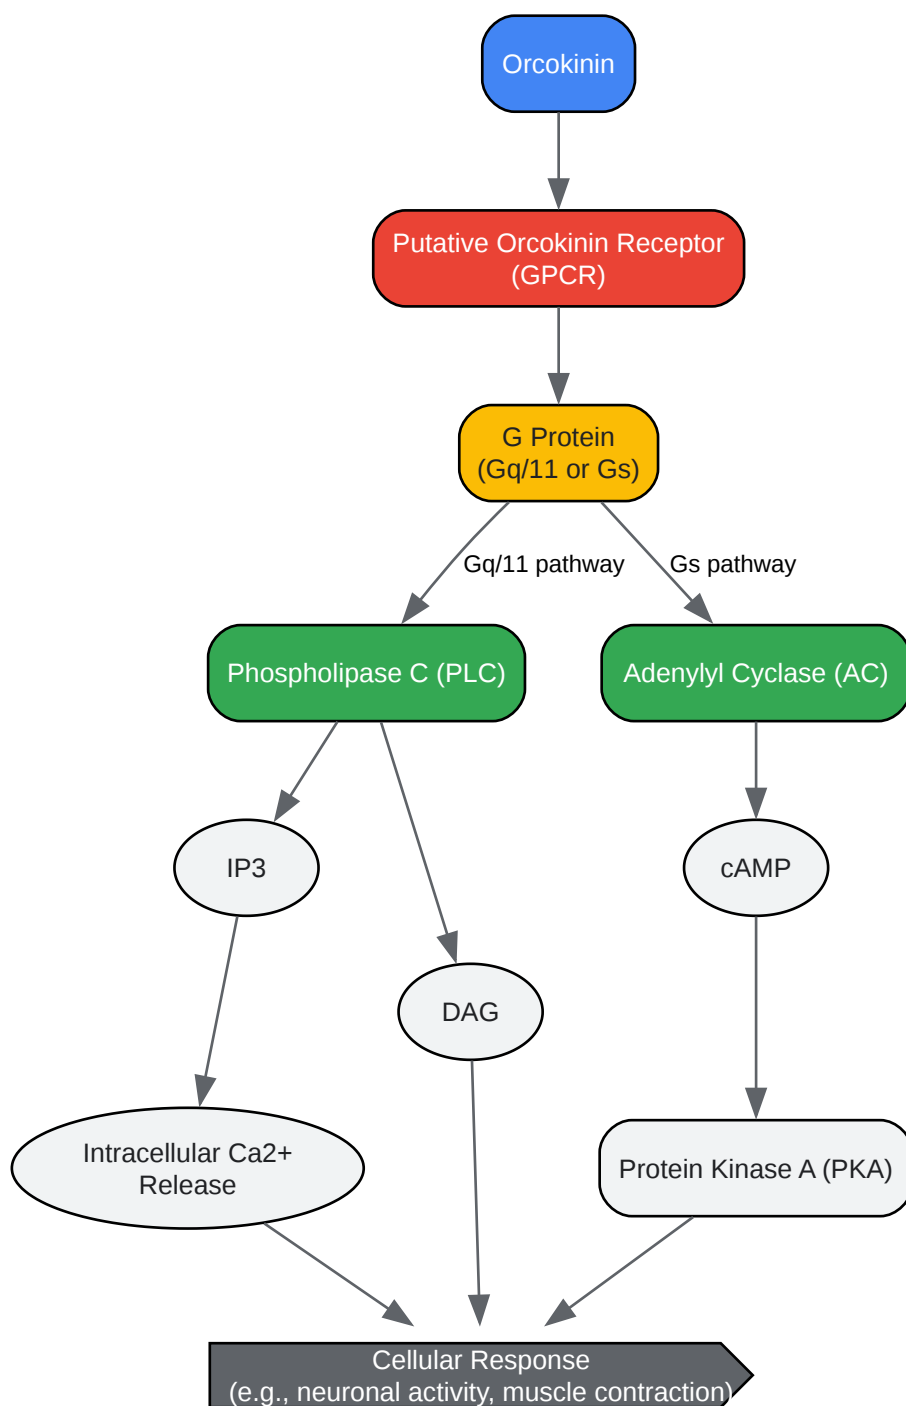 Orcokinin
Putative Orcokinin Receptor
(GPCR)
G Protein
(Gq/11 or Gs)
Gq/11 pathway
Gs pathway
Phospholipase C (PLC)
Adenylyl Cyclase (AC)
IP3
cAMP
DAG
Intracellular Ca2+
Release
Protein Kinase A (PKA)
Cellular Response
(e.g., neuronal activity, muscle contraction)